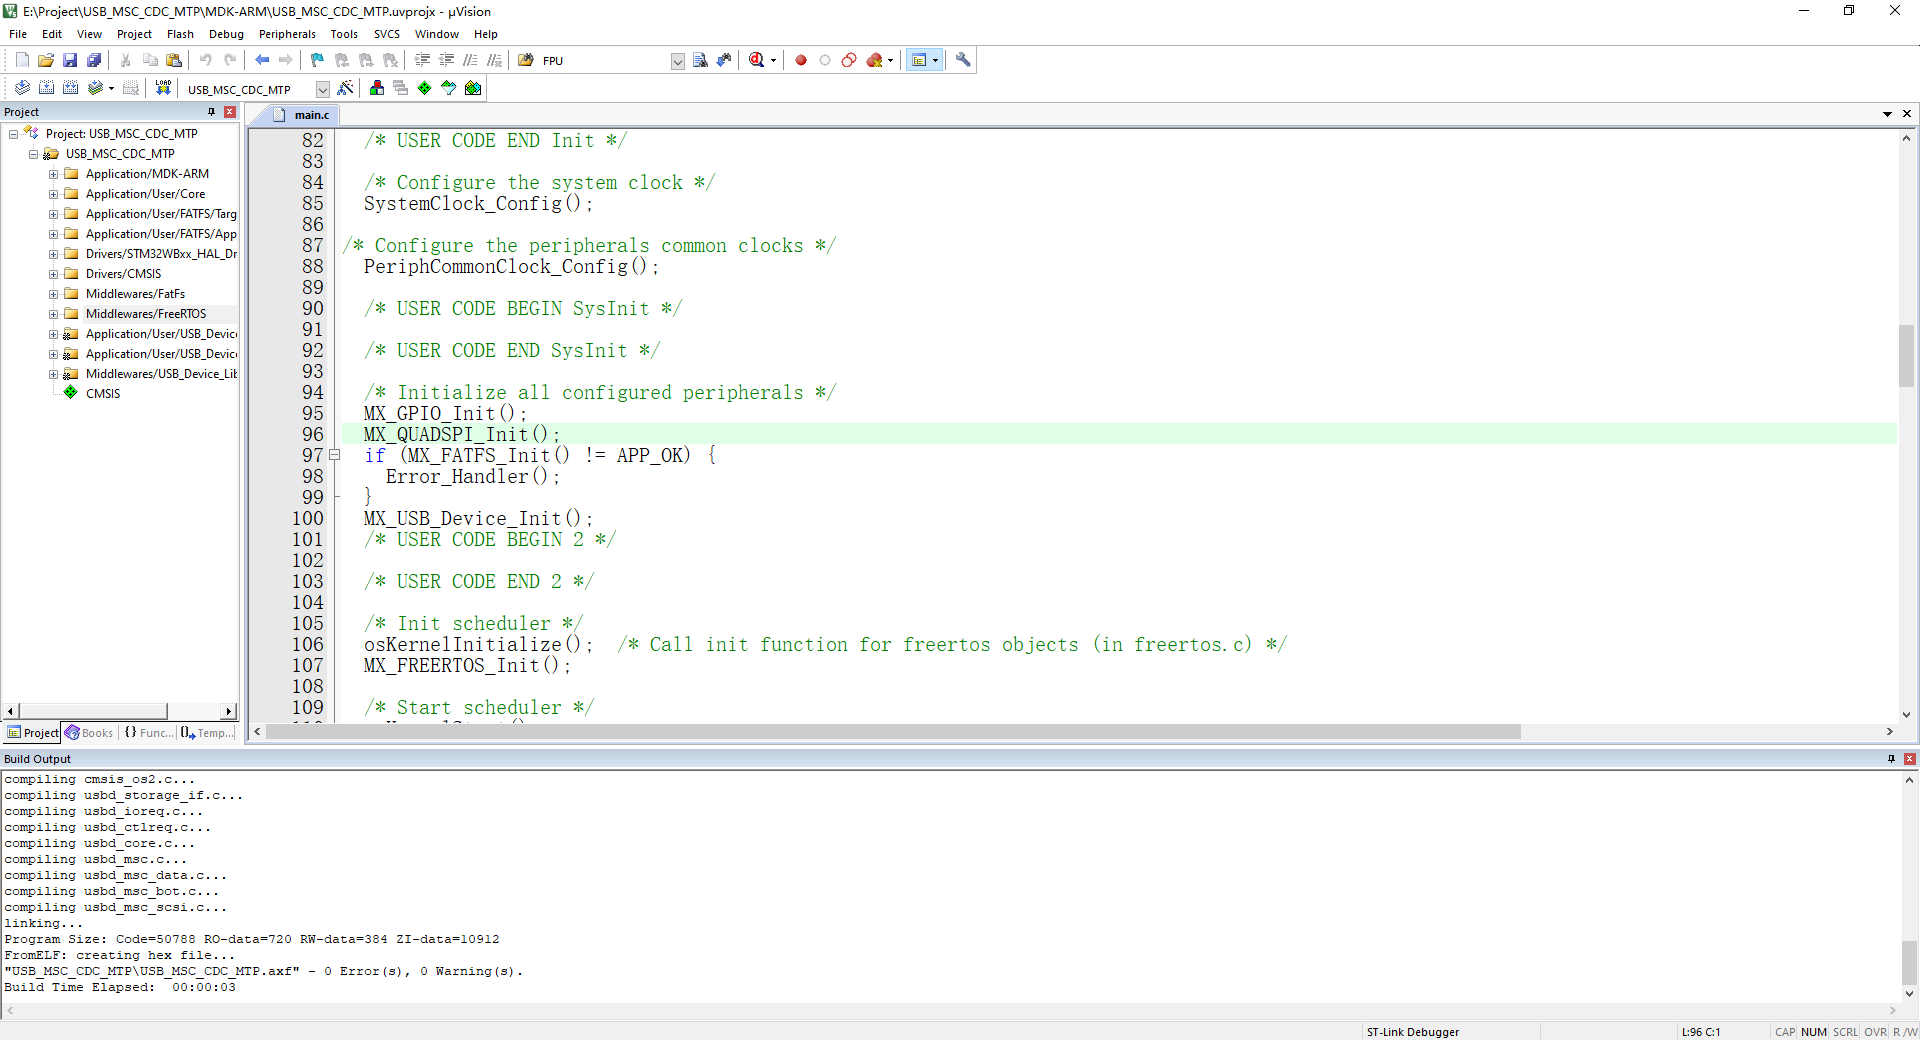 E:\Project\USB_MSC_CDC_MTP\MDK-ARM\USB_MSC_CDC_MTP.uvprojx - µVision
File Edit View Project Flash Debug Peripherals Tools SVCS Window Help
FPU
LOAD
USB_MSC_CDC_MTP
Project
Project: USB_MSC_CDC_MTP
USB_MSC_CDC_MTP
Application/MDK-ARM
Application/User/Core
Application/User/FATFS/Targ
Application/User/FATFS/App
Drivers/STM32WBxx_HAL_Dr
Drivers/CMSIS
Middlewares/FatFs
Middlewares/FreeRTOS
Application/User/USB_Device
Application/User/USB_Device
Middlewares/USB_Device_Lib
CMSIS
Project Books {} Func... Temp...
main.c
82 /* USER CODE END Init */
83
84 /* Configure the system clock */
85 SystemClock_Config();
86
87 /* Configure the peripherals common clocks */
88 PeriphCommonClock_Config();
89
90 /* USER CODE BEGIN SysInit */
91
92 /* USER CODE END SysInit */
93
94 /* Initialize all configured peripherals */
95 MX_GPIO_Init();
96 MX_QUADSPI_Init();
97 if (MX_FATFS_Init() != APP_OK) {
98 Error_Handler();
99 }
100 MX_USB_Device_Init();
101 /* USER CODE BEGIN 2 */
102
103 /* USER CODE END 2 */
104
105 /* Init scheduler */
106 osKernelInitialize(); /* Call init function for freertos objects (in freertos.c) */
107 MX_FREERTOS_Init();
108
109 /* Start scheduler */
Build Output
compiling cmsis_os2.c...
compiling usbd_storage_if.c...
compiling usbd_ioreq.c...
compiling usbd_ctlreq.c...
compiling usbd_core.c...
compiling usbd_msc.c...
compiling usbd_msc_data.c...
compiling usbd_msc_bot.c...
compiling usbd_msc_scsi.c...
linking...
Program Size: Code=50788 RO-data=720 RW-data=384 ZI-data=10912
FromELF: creating hex file...
"USB_MSC_CDC_MTP\USB_MSC_CDC_MTP.axf" - 0 Error(s), 0 Warning(s).
Build Time Elapsed:  00:00:03
ST-Link Debugger L:96 C:1 CAP NUM SCRL OVR R/W